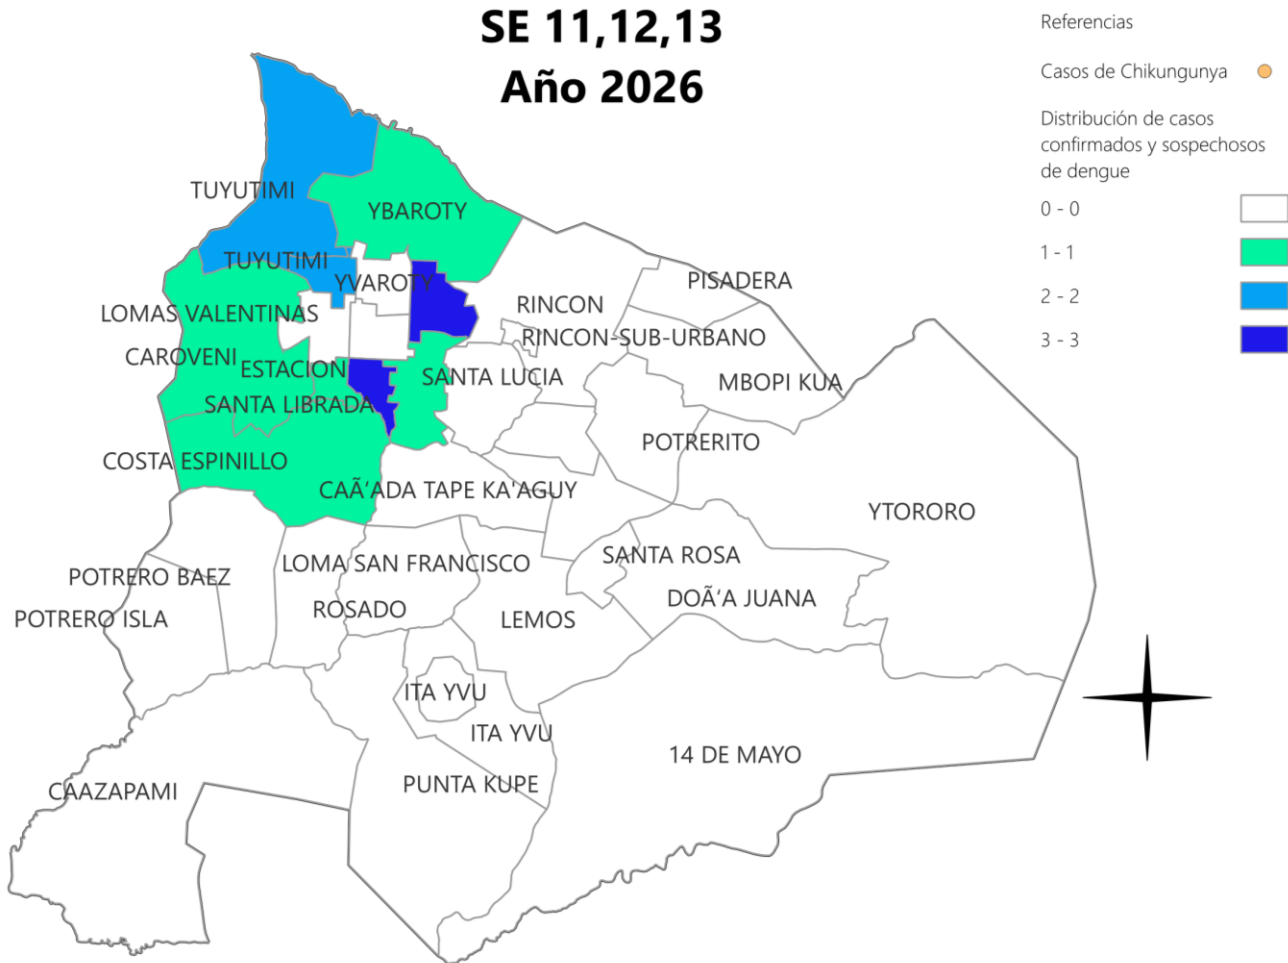 SE 11,12,13
Año 2026
Referencias
Casos de Chikungunya
Distribución de casos
confirmados y sospechosos
de dengue
0 - 0
1 - 1
2 - 2
3 - 3
TUYUTIMI
YBAROTY
TUYUTIMI
YVAROTY
PISADERA
LOMAS VALENTINAS
RINCON
RINCON-SUB-URBANO
CAROVENI
ESTACION
SANTA LUCIA
MBOPI KUA
SANTA LIBRADA
POTRERITO
COSTA ESPINILLO
CAÃ'ADA TAPE KA'AGUY
YTORORO
SANTA ROSA
LOMA SAN FRANCISCO
POTRERO BAEZ
DOÃ'A JUANA
ROSADO
POTRERO ISLA
LEMOS
ITA YVU
ITA YVU
14 DE MAYO
PUNTA KUPE
CAAZAPAMI